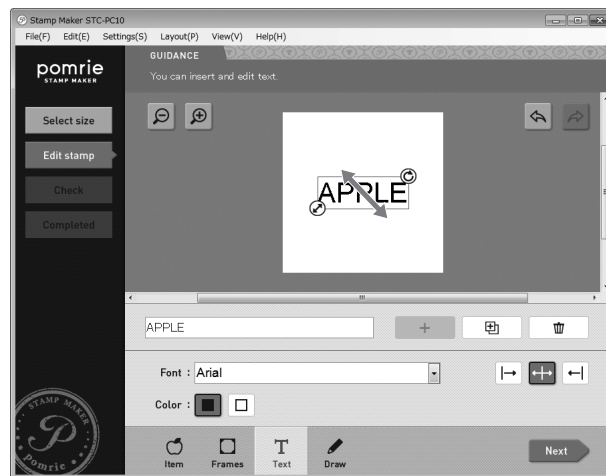 Stamp Maker STC-PC10
File(F) Edit(E) Settings(S) Layout(P) View(V) Help(H)
pomrie
STAMP MAKER
GUIDANCE
You can insert and edit text.
Select size
Edit stamp
Check
Completed
APPLE
APPLE
Font : Arial
Color :
STAMP MAKER
Pomrie
Item Frames Text Draw
Next